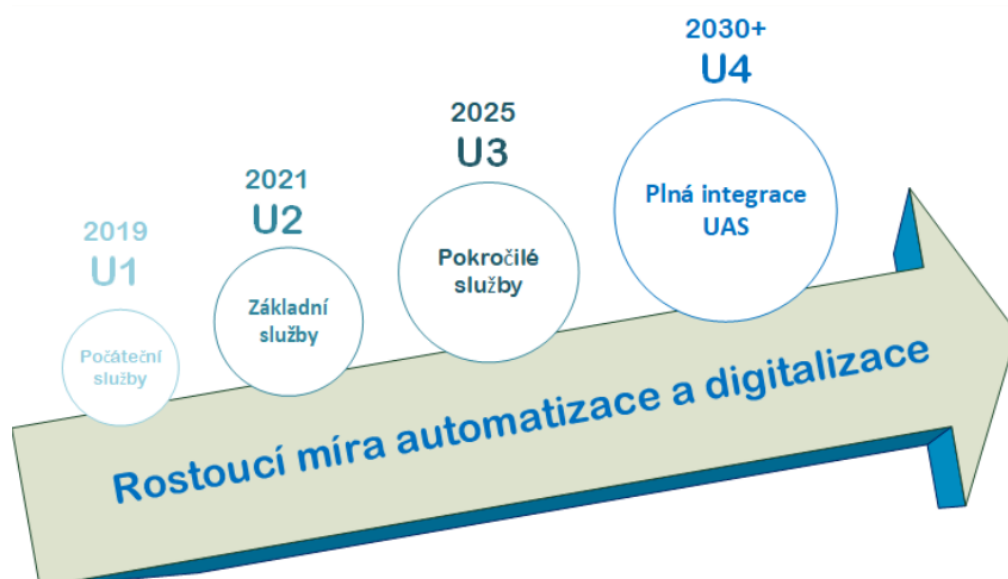 2019
U1
Počáteční
služby
2021
U2
Základní
služby
2025
U3
Pokročilé
služby
2030+
U4
Plná integrace
UAS
Rostoucí míra automatizace a digitalizace